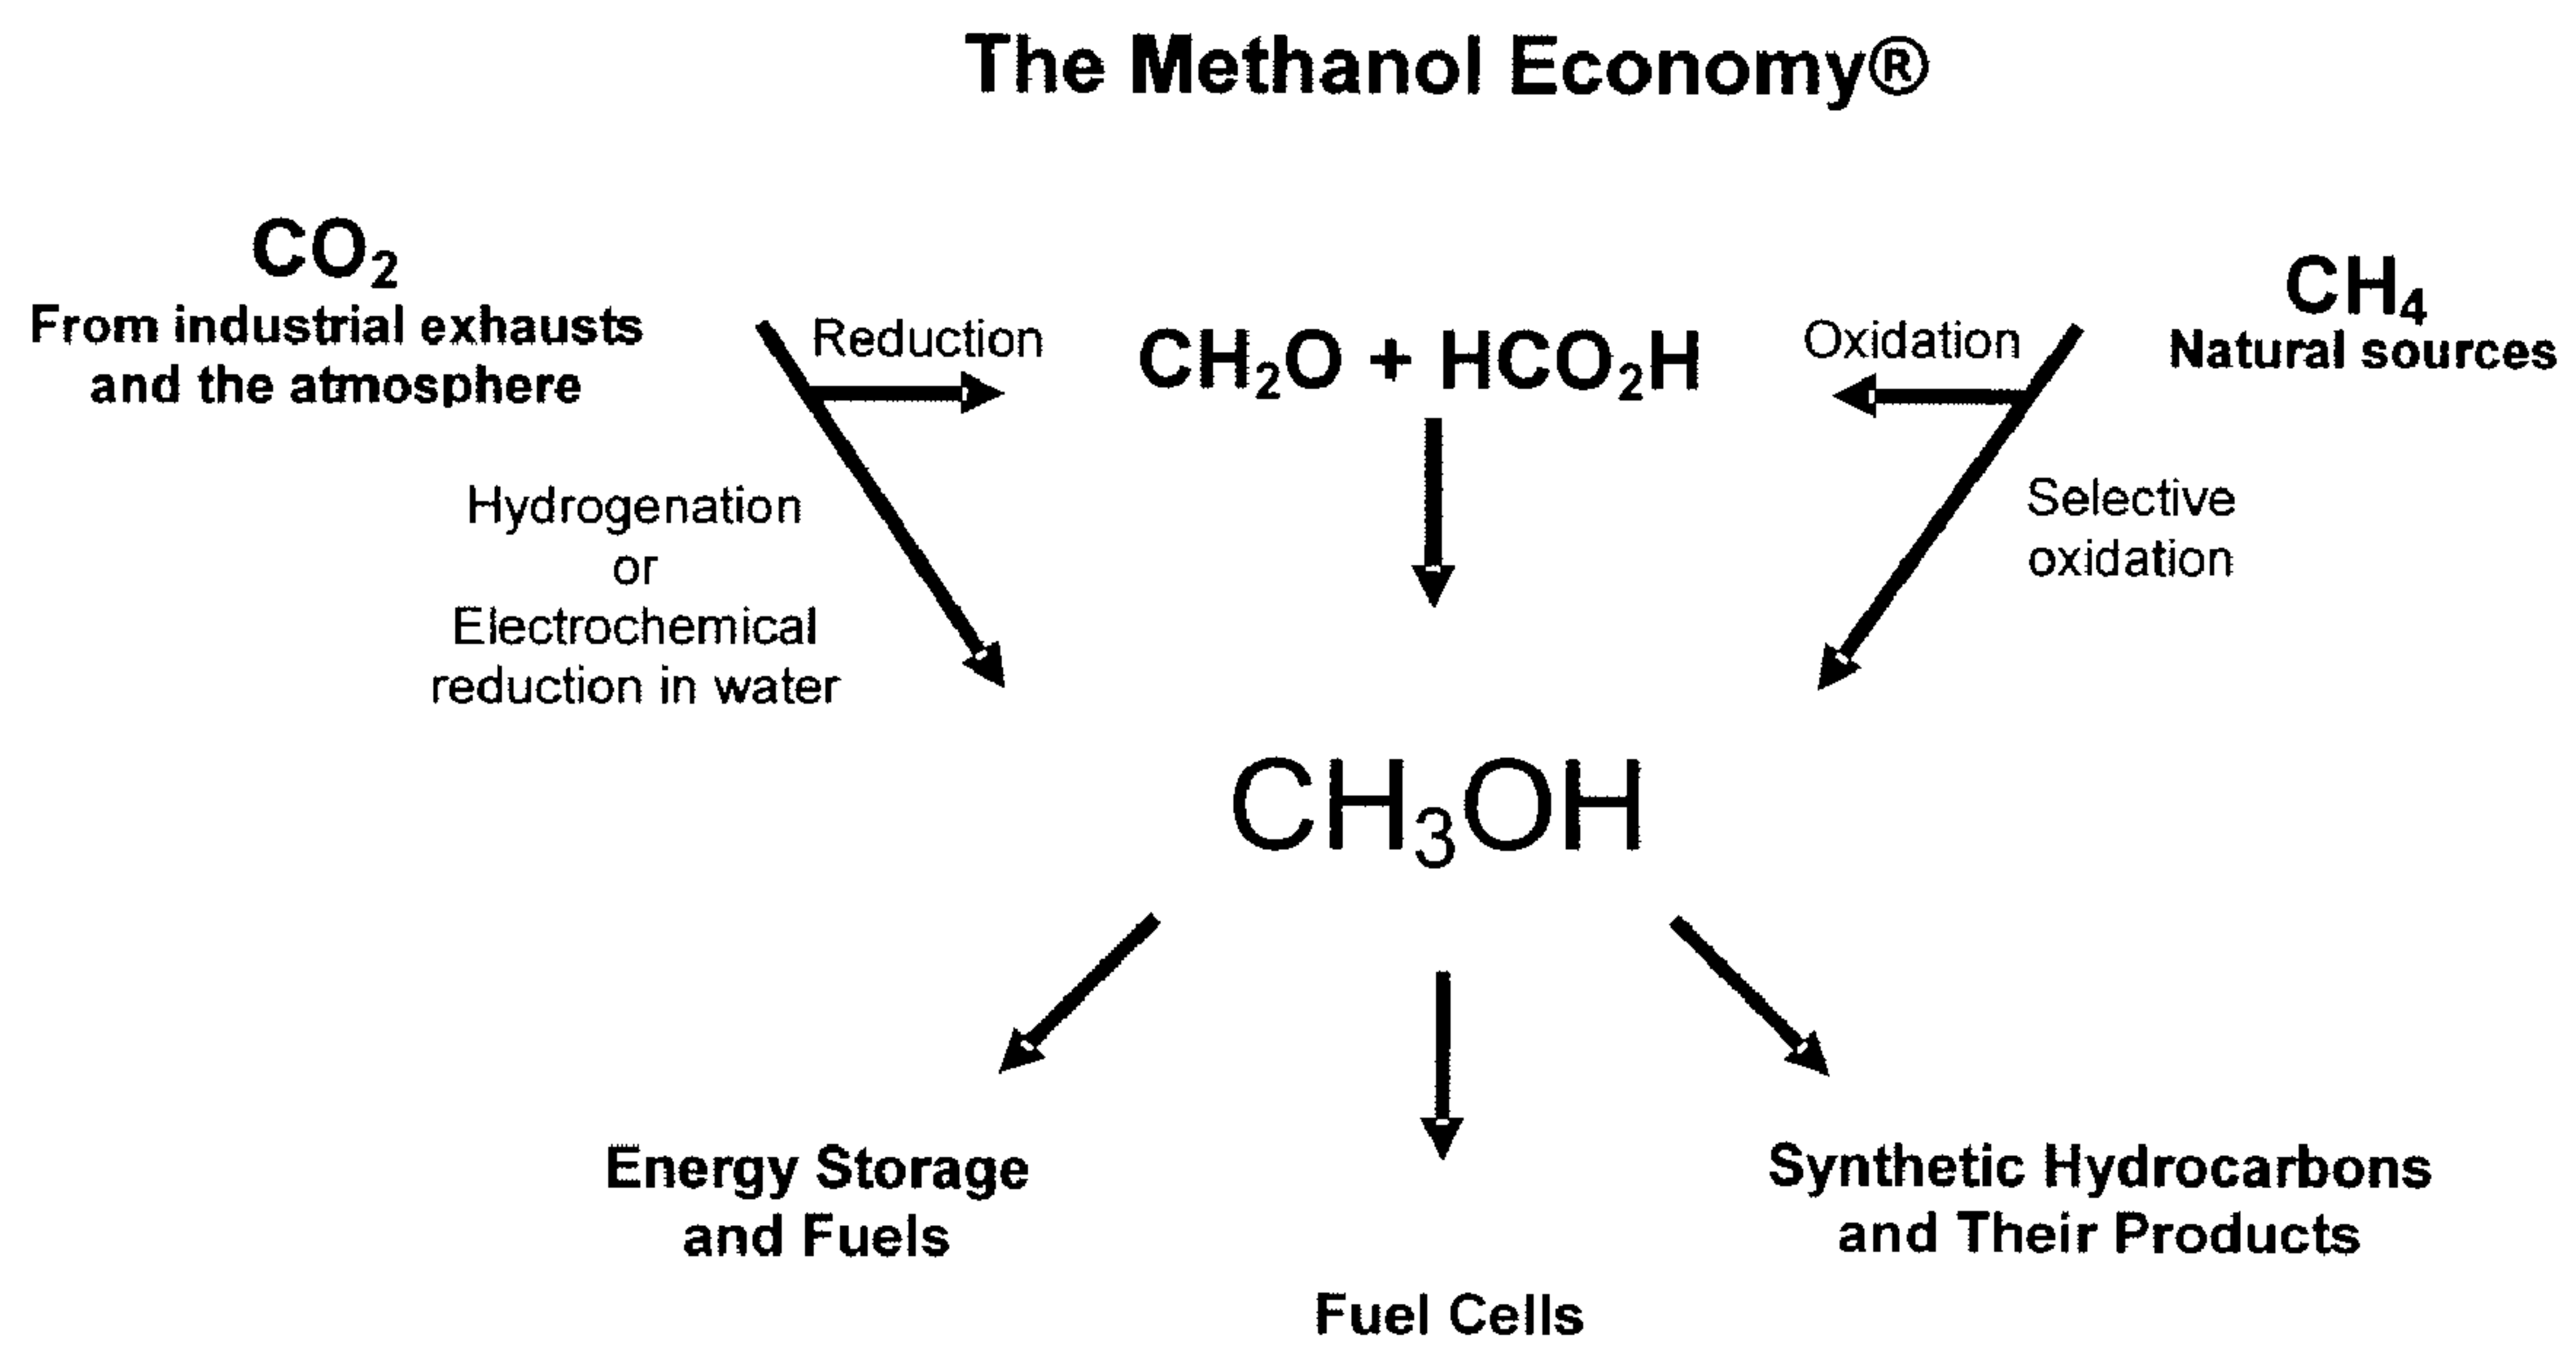 The Methanol Economy®
CO₂
From industrial exhausts
and the atmosphere
Reduction
CH₂O + HCO₂H
Oxidation
CH₄
Natural sources
Hydrogenation
or
Electrochemical
reduction in water
Selective
oxidation
CH₃OH
Energy Storage
and Fuels
Fuel Cells
Synthetic Hydrocarbons
and Their Products